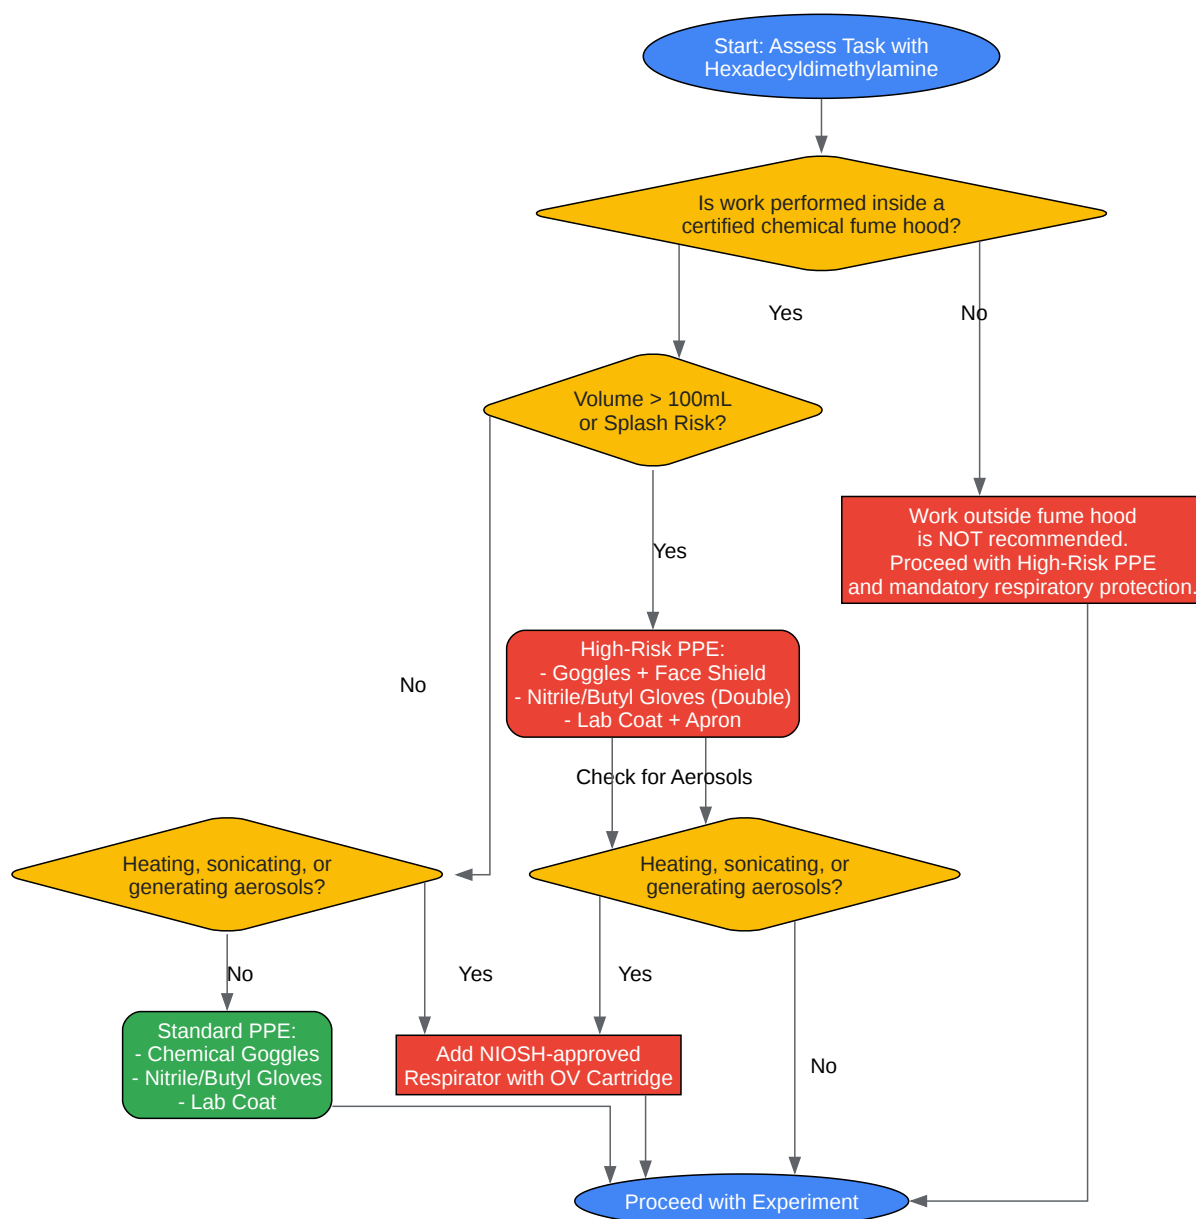 Start: Assess Task with
Hexadecyldimethylamine
Is work performed inside a
certified chemical fume hood?
Yes
No
Volume > 100mL
or Splash Risk?
Work outside fume hood
is NOT recommended.
Proceed with High-Risk PPE
and mandatory respiratory protection.
Yes
High-Risk PPE:
- Goggles + Face Shield
- Nitrile/Butyl Gloves (Double)
- Lab Coat + Apron
No
Check for Aerosols
Heating, sonicating, or
generating aerosols?
Heating, sonicating, or
generating aerosols?
No
Yes
Yes
Standard PPE:
- Chemical Goggles
- Nitrile/Butyl Gloves
- Lab Coat
Add NIOSH-approved
Respirator with OV Cartridge
No
Proceed with Experiment